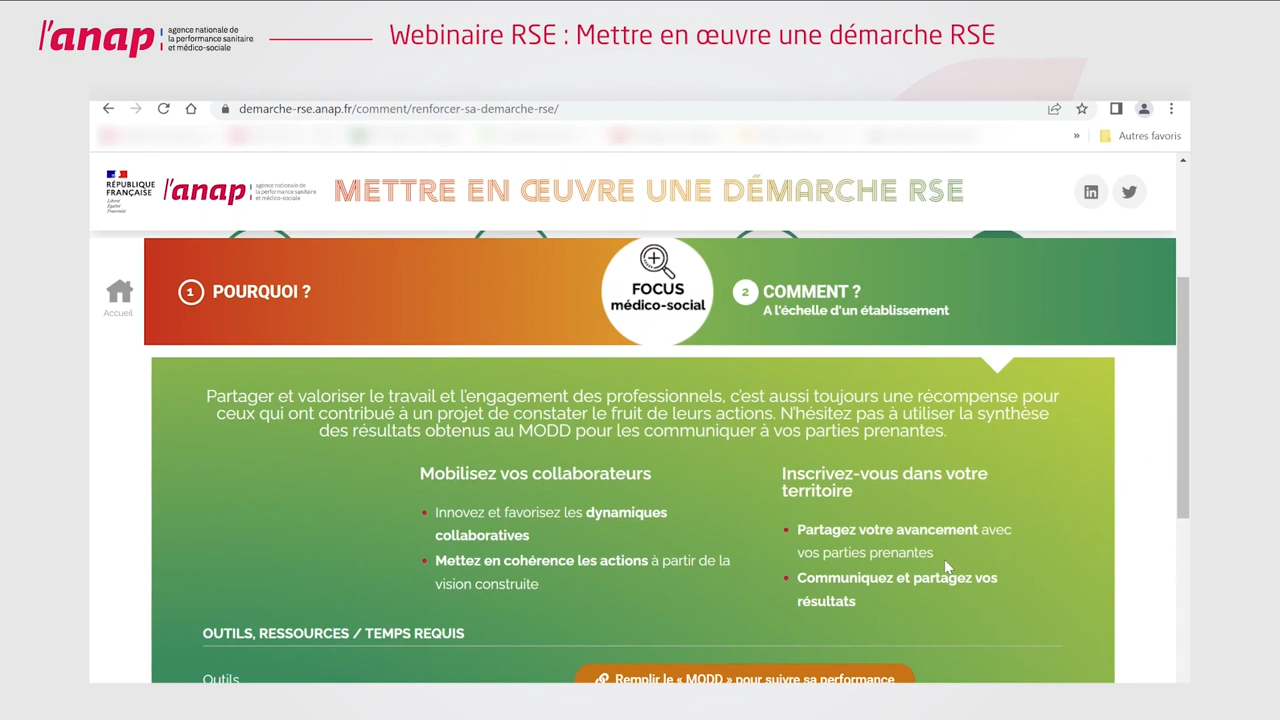 l'anap
agence nationale de
la performance sanitaire
et médico-sociale
Webinaire RSE : Mettre en œuvre une démarche RSE
demarche-rse.anap.fr/comment/renforcer-sa-demarche-rse/
»
Autres favoris
RÉPUBLIQUE
FRANÇAISE
Liberté
Égalité
Fraternité
l'anap
agence nationale de
la performance sanitaire
et médico-sociale
METTRE EN ŒUVRE UNE DÉMARCHE RSE
Accueil
1 POURQUOI ?
FOCUS
médico-social
2 COMMENT ?
A l'échelle d'un établissement
Partager et valoriser le travail et l'engagement des professionnels, c'est aussi toujours une récompense pour
ceux qui ont contribué à un projet de constater le fruit de leurs actions. N'hésitez pas à utiliser la synthèse
des résultats obtenus au MODD pour les communiquer à vos parties prenantes.
Mobilisez vos collaborateurs
• Innovez et favorisez les dynamiques
collaboratives
• Mettez en cohérence les actions à partir de la
vision construite
Inscrivez-vous dans votre
territoire
• Partagez votre avancement avec
vos parties prenantes
• Communiquez et partagez vos
résultats
OUTILS, RESSOURCES / TEMPS REQUIS
Outils
Remplir le « MODD » pour suivre sa performance